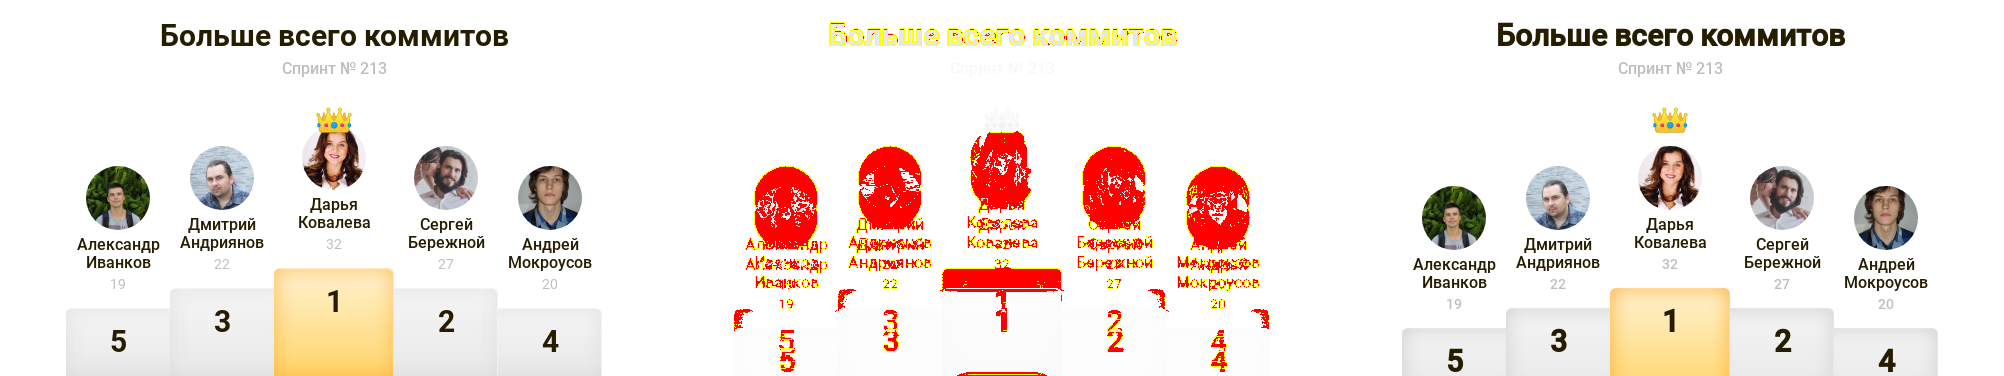 Больше всего коммитов
Спринт № 213
Дарья
Ковалева
32
Дмитрий
Андриянов
22
Сергей
Бережной
27
Александр
Иванков
19
Андрей
Мокроусов
20
1
3
2
5
4
Больше всего коммитов
Спринт № 213
Дарья
Ковалева
32
Дмитрий
Андриянов
22
Сергей
Бережной
27
Александр
Иванков
19
Андрей
Мокроусов
20
1
3
2
5
4
Больше всего коммитов
Спринт № 213
Дарья
Ковалева
32
Дмитрий
Андриянов
22
Сергей
Бережной
27
Александр
Иванков
19
Андрей
Мокроусов
20
1
3
2
5
4